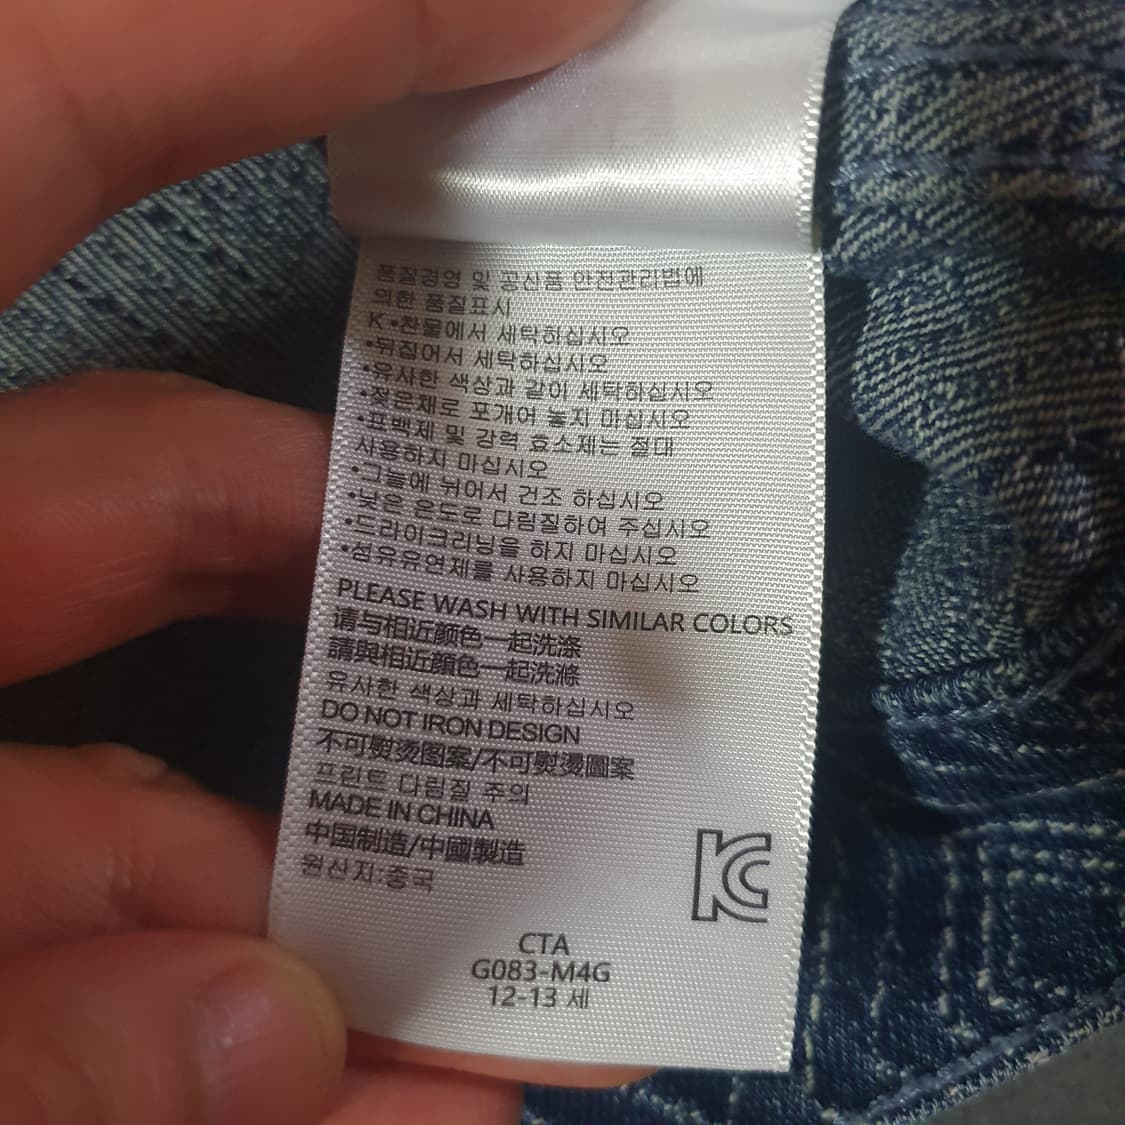 품질경영 및 공산품 안전관리법에
의한 품질표시
K •찬물에서 세탁하십시오
•뒤집어서 세탁하십시오
•유사한 색상과 같이 세탁하십시오
•젖은채로 포개어 놓지 마십시오
•표백제 및 강력 효소제는 절대
사용하지 마십시오
•그늘에 뉘어서 건조 하십시오
•낮은 온도로 다림질하여 주십시오
•드라이크리닝을 하지 마십시오
•섬유유연제를 사용하지 마십시오
PLEASE WASH WITH SIMILAR COLORS
请与相近颜色一起洗涤
請與相近顏色一起洗滌
유사한 색상과 세탁하십시오
DO NOT IRON DESIGN
不可熨烫图案/不可熨燙圖案
프린트 다림질 주의
MADE IN CHINA
中国制造/中國製造
원산지:중국
KC
CTA
G083-M4G
12-13 세